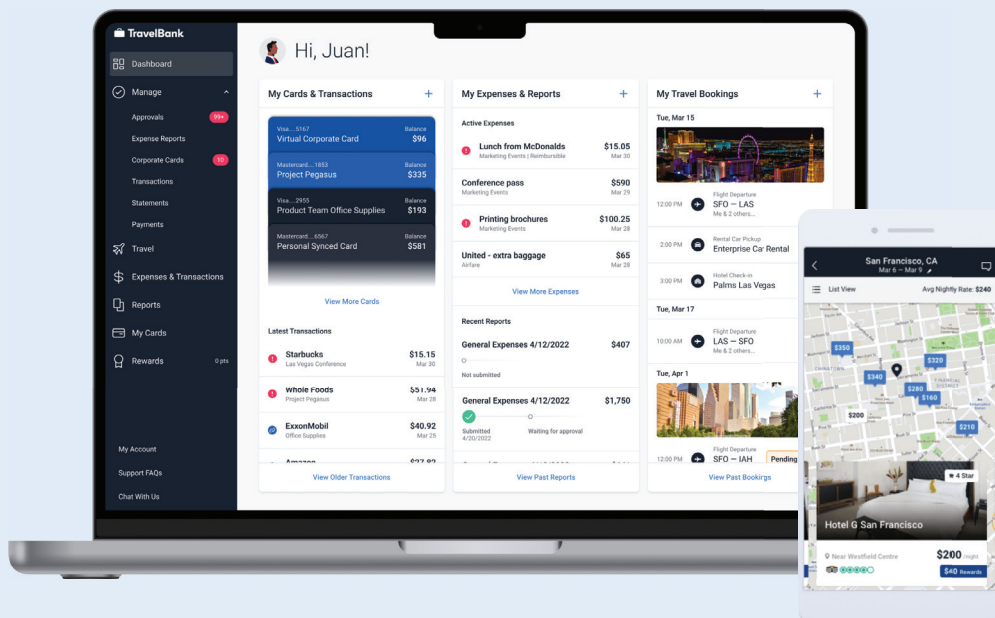 TravelBank
Dashboard
Manage
Approvals 99+
Expense Reports
Corporate Cards 10
Transactions
Statements
Payments
Travel
Expenses & Transactions
Reports
My Cards
Rewards 0 pts
My Account
Support FAQs
Chat With Us
Hi, Juan!
My Cards & Transactions +
Visa....5167 Balance
Virtual Corporate Card $96
Mastercard....1853 Balance
Project Pegasus $335
Visa....2955 Balance
Product Team Office Supplies $193
Mastercard....6567 Balance
Personal Synced Card $581
View More Cards
Latest Transactions
Starbucks $15.15
Las Vegas Conference Mar 30
Whole Foods $51.94
Project Pegasus Mar 28
ExxonMobil $40.92
Office Supplies Mar 25
Amazon $27.82
View Older Transactions
My Expenses & Reports +
Active Expenses
Lunch from McDonalds $15.05
Marketing Events | Reimbursible Mar 30
Conference pass $590
Marketing Events Mar 29
Printing brochures $100.25
Marketing Events Mar 28
United - extra baggage $65
Airfare Mar 28
View More Expenses
Recent Reports
General Expenses 4/12/2022 $407
Not submitted
General Expenses 4/12/2022 $1,750
Submitted Waiting for approval
4/20/2022
View Past Reports
My Travel Bookings +
Tue, Mar 15
Flight Departure
12:00 PM SFO — LAS
Me & 2 others...
Rental Car Pickup
2:00 PM Enterprise Car Rental
Hotel Check-in
3:00 PM Palms Las Vegas
Tue, Mar 17
Flight Departure
10:00 AM LAS — SFO
Me & 2 others...
Tue, Apr 1
Flight Departure
12:00 PM SFO — IAH Pending
View Past Bookirgs
San Francisco, CA
Mar 6 — Mar 9
List View Avg Nighfly Rate: $240
$350
$320
$340
CHINATOWN
FINANCIAL
DISTRICT
$280
$160
$200
$210
4 Star
Hotel G San Francisco
Near Westfield Centre $200 /night
$40 Rewards